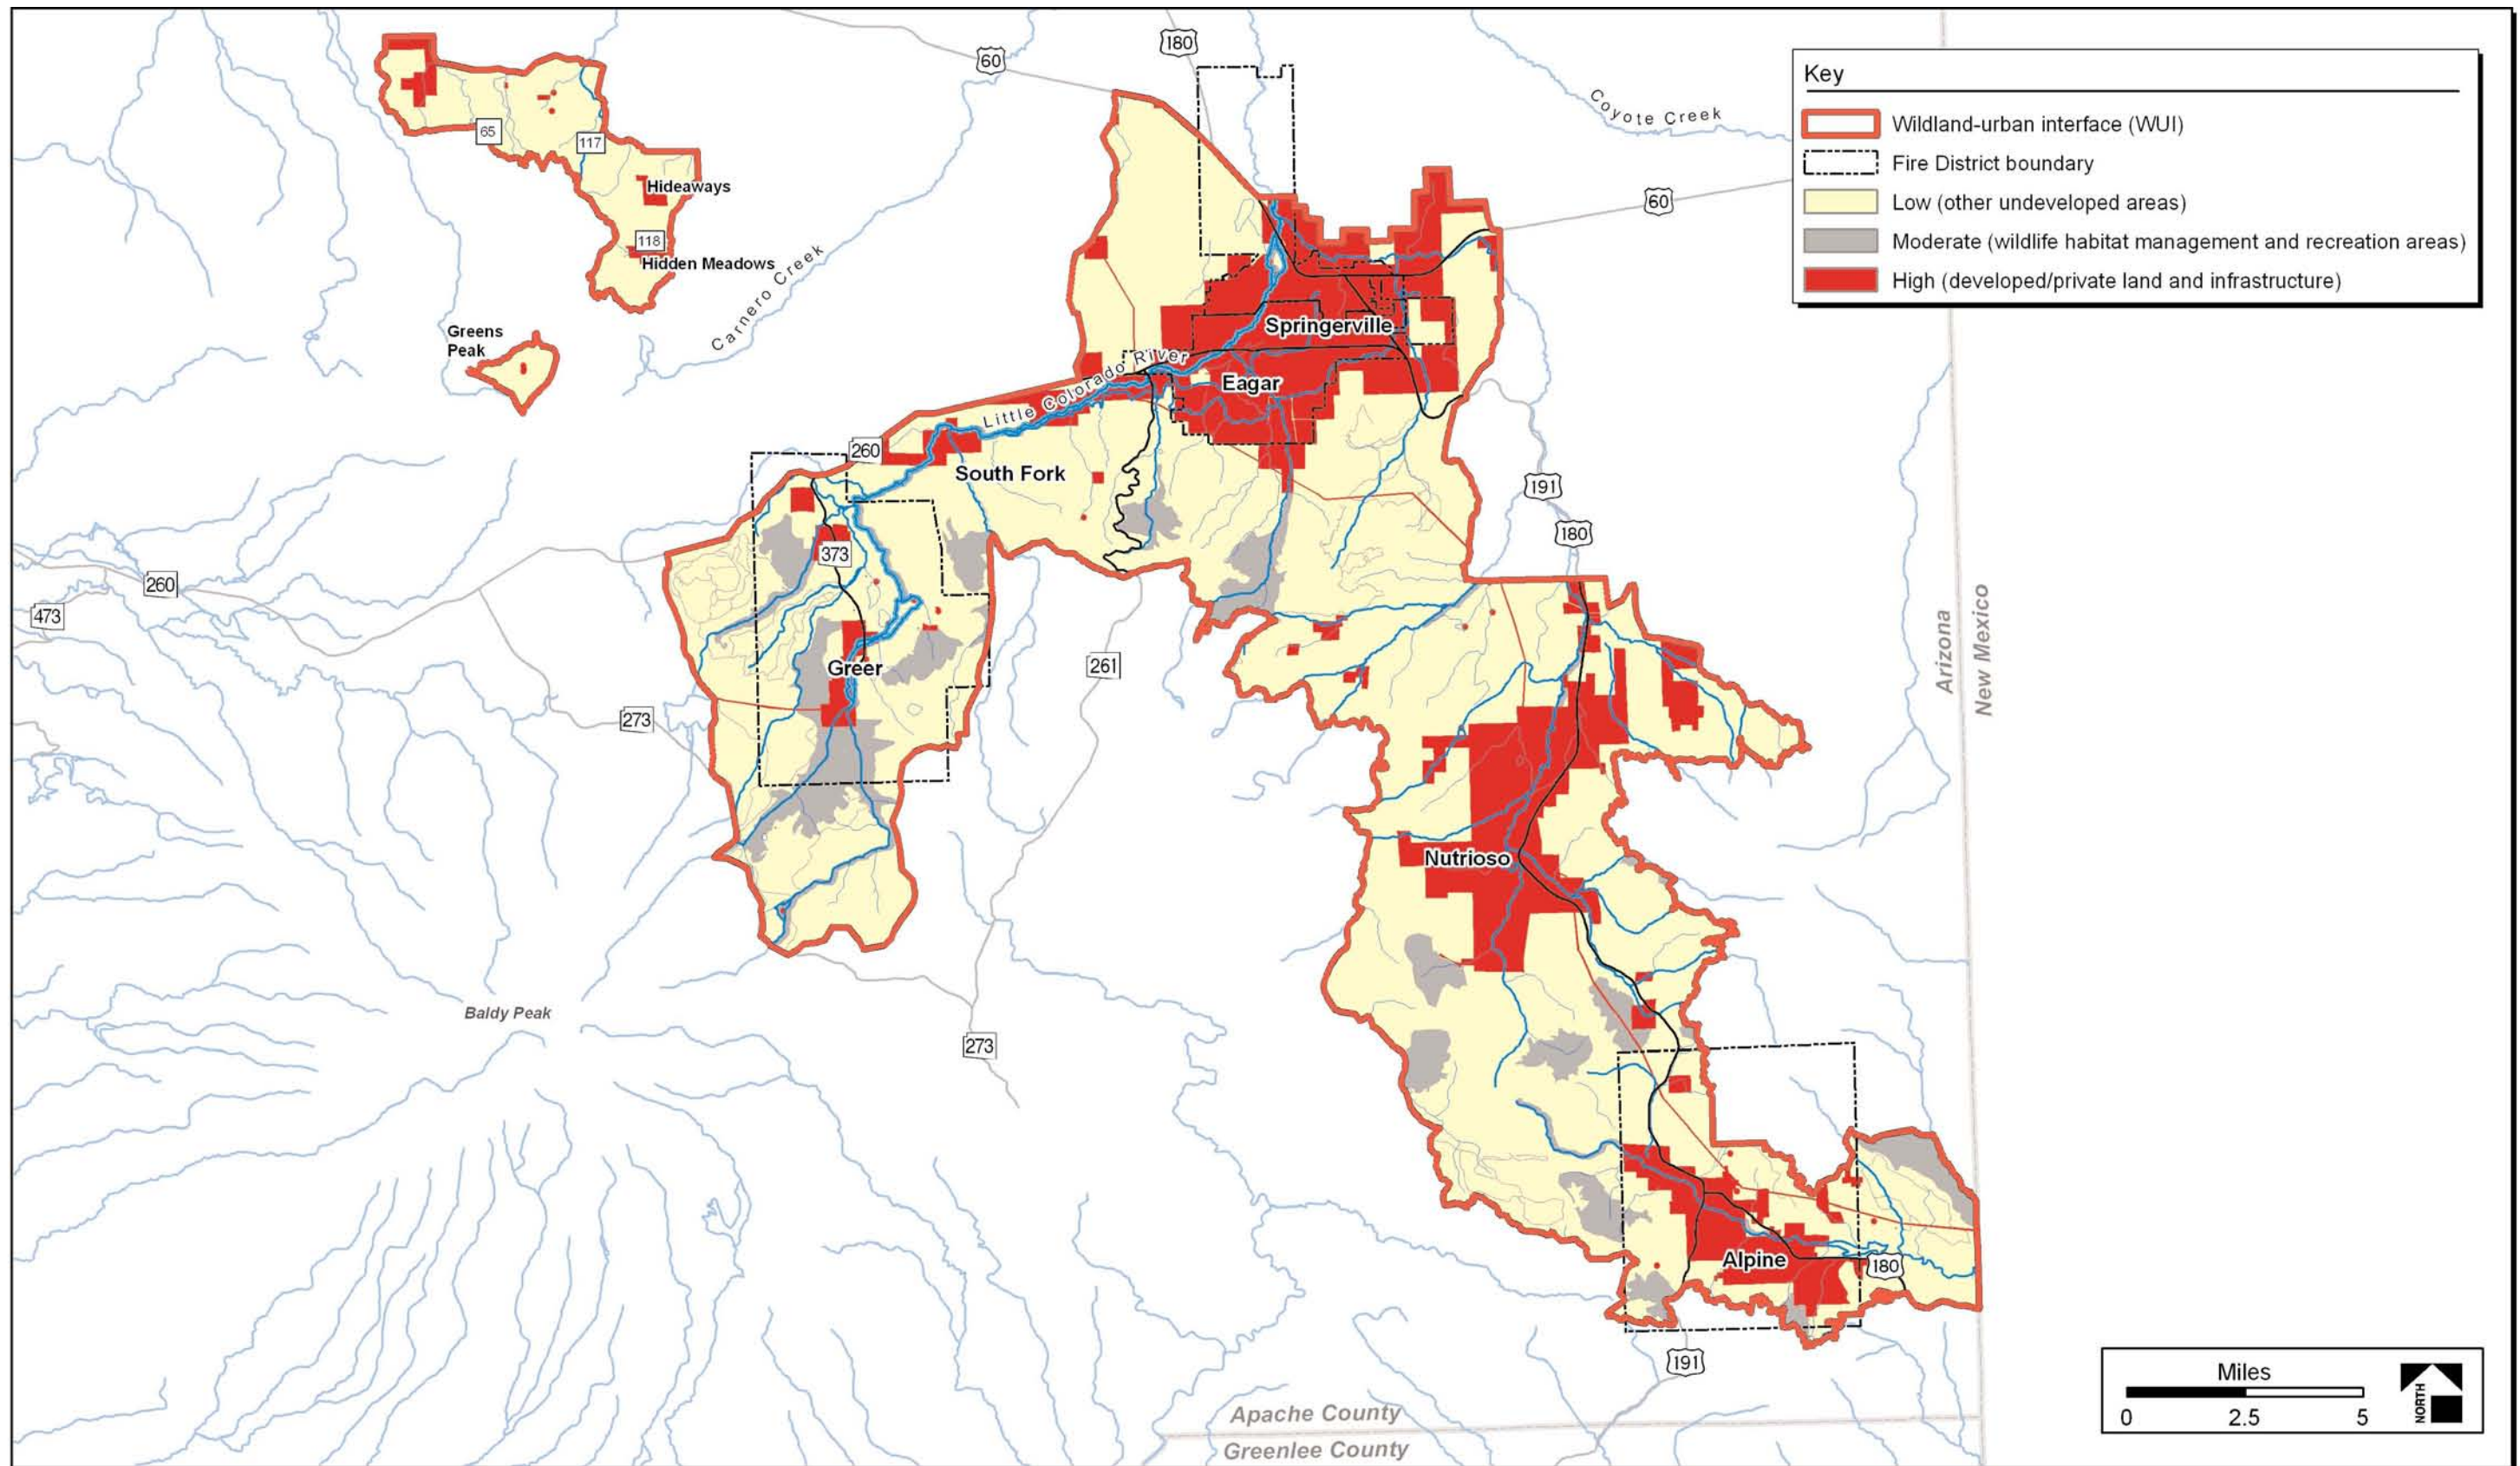 60
180
Coyote Creek
Key
Wildland-urban interface (WUI)
Fire District boundary
Low (other undeveloped areas)
Moderate (wildlife habitat management and recreation areas)
High (developed/private land and infrastructure)
65
117
Hideaways
118
Hidden Meadows
60
Carnero Creek
Greens
Peak
Springerville
Little Colorado River
Eagar
260
South Fork
191
180
373
260
473
Arizona
New Mexico
Greer
261
273
Nutrioso
Baldy Peak
273
Alpine
180
191
Miles
0 2.5 5
NORTH
Apache County
Greenlee County